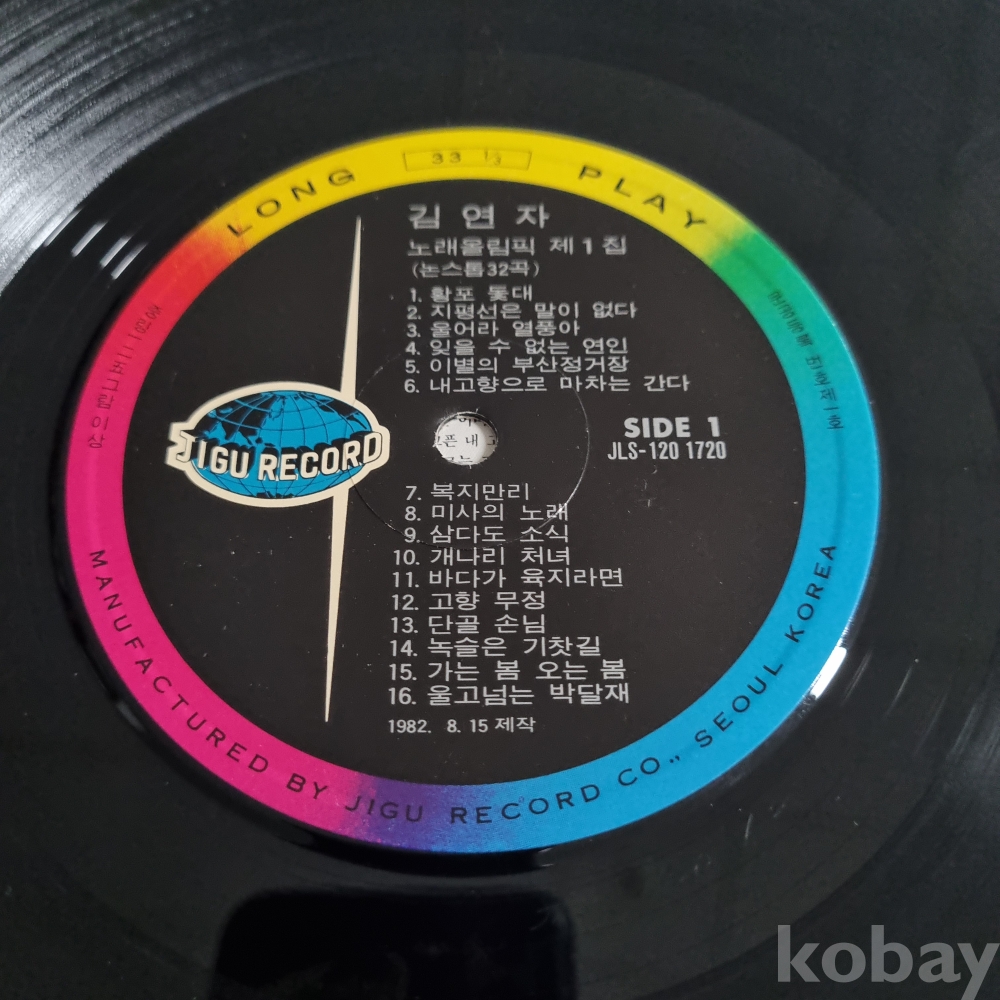 LONG PLAY
33 1/3
김연자
노래올림픽 제1집
(논스톱32곡)
1. 황포 돛대
2. 지평선은 말이 없다
3. 울어라 열풍아
4. 잊을 수 없는 연인
5. 이별의 부산정거장
6. 내고향으로 마차는 간다
SIDE 1
JLS-120 1720
JIGU RECORD
7. 복지만리
8. 미사의 노래
9. 삼다도 소식
10. 개나리 처녀
11. 바다가 육지라면
12. 고향 무정
13. 단골 손님
14. 녹슬은 기찻길
15. 가는 봄 오는 봄
16. 울고넘는 박달재
1982. 8. 15 제작
MANUFACTURED BY JIGU RECORD CO., SEOUL KOREA
kobay